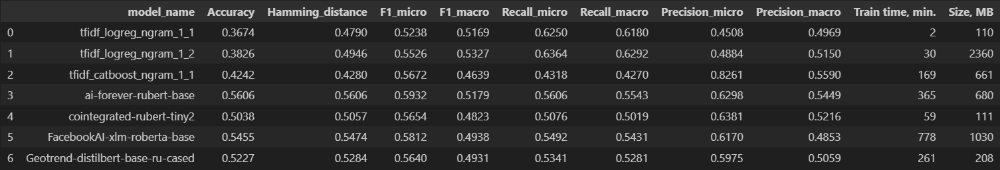 model_name Accuracy Hamming_distance F1_micro F1_macro Recall_micro Recall_macro Precision_micro Precision_macro Train time, min. Size, MB
0 tfidf_logreg_ngram_1_1 0.3674 0.4790 0.5238 0.5169 0.6250 0.6180 0.4508 0.4969 2 110
1 tfidf_logreg_ngram_1_2 0.3826 0.4946 0.5526 0.5327 0.6364 0.6292 0.4884 0.5150 30 2360
2 tfidf_catboost_ngram_1_1 0.4242 0.4280 0.5672 0.4639 0.4318 0.4270 0.8261 0.5590 169 661
3 ai-forever-rubert-base 0.5606 0.5606 0.5932 0.5179 0.5606 0.5543 0.6298 0.5449 365 680
4 cointegrated-rubert-tiny2 0.5038 0.5057 0.5654 0.4823 0.5076 0.5019 0.6381 0.5216 59 111
5 FacebookAI-xlm-roberta-base 0.5455 0.5474 0.5812 0.4938 0.5492 0.5431 0.6170 0.4853 778 1030
6 Geotrend-distilbert-base-ru-cased 0.5227 0.5284 0.5640 0.4931 0.5341 0.5281 0.5975 0.5059 261 208